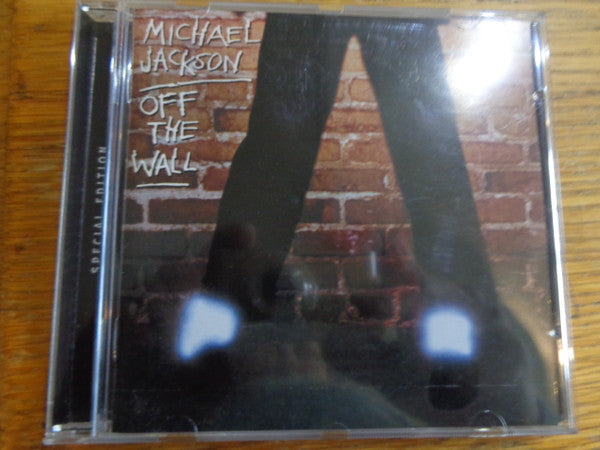 MICHAEL
JACKSON
OFF
THE
WALL
SPECIAL EDITION